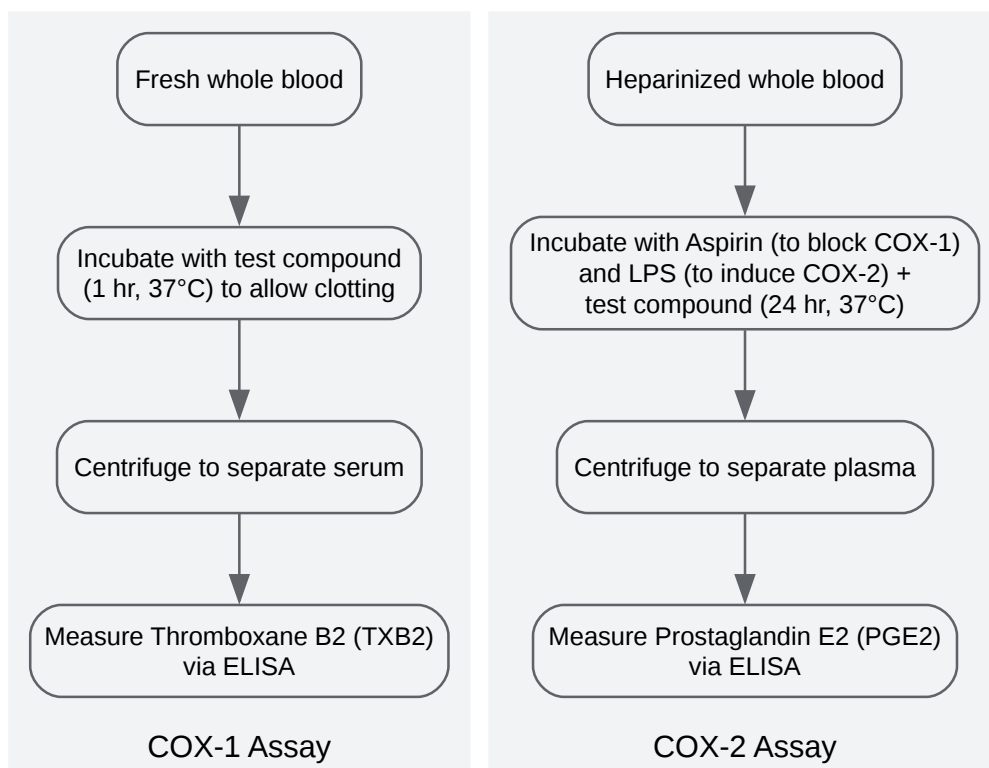 Fresh whole blood
Incubate with test compound
(1 hr, 37°C) to allow clotting
Centrifuge to separate serum
Measure Thromboxane B2 (TXB2)
via ELISA
COX-1 Assay
Heparinized whole blood
Incubate with Aspirin (to block COX-1)
and LPS (to induce COX-2) +
test compound (24 hr, 37°C)
Centrifuge to separate plasma
Measure Prostaglandin E2 (PGE2)
via ELISA
COX-2 Assay